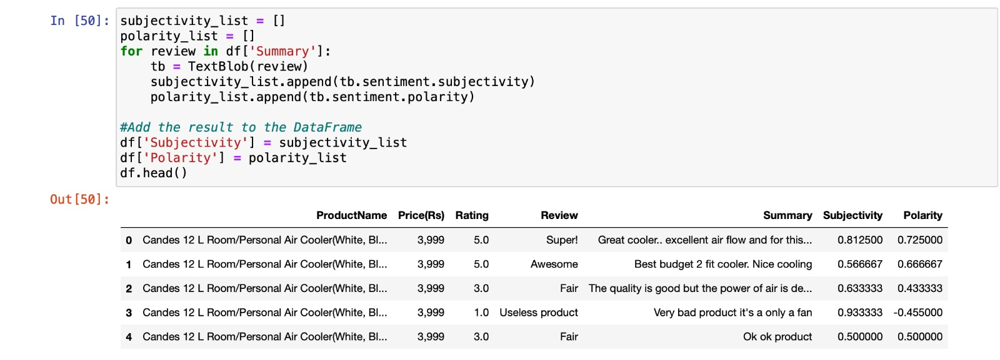 In [50]: subjectivity_list = []
polarity_list = []
for review in df['Summary']:
    tb = TextBlob(review)
    subjectivity_list.append(tb.sentiment.subjectivity)
    polarity_list.append(tb.sentiment.polarity)

#Add the result to the DataFrame
df['Subjectivity'] = subjectivity_list
df['Polarity'] = polarity_list
df.head()
Out[50]:
ProductName Price(Rs) Rating Review Summary Subjectivity Polarity
0 Candes 12 L Room/Personal Air Cooler(White, Bl... 3,999 5.0 Super! Great cooler.. excellent air flow and for this... 0.812500 0.725000
1 Candes 12 L Room/Personal Air Cooler(White, Bl... 3,999 5.0 Awesome Best budget 2 fit cooler. Nice cooling 0.566667 0.666667
2 Candes 12 L Room/Personal Air Cooler(White, Bl... 3,999 3.0 Fair The quality is good but the power of air is de... 0.633333 0.433333
3 Candes 12 L Room/Personal Air Cooler(White, Bl... 3,999 1.0 Useless product Very bad product it's a only a fan 0.933333 -0.455000
4 Candes 12 L Room/Personal Air Cooler(White, Bl... 3,999 3.0 Fair Ok ok product 0.500000 0.500000